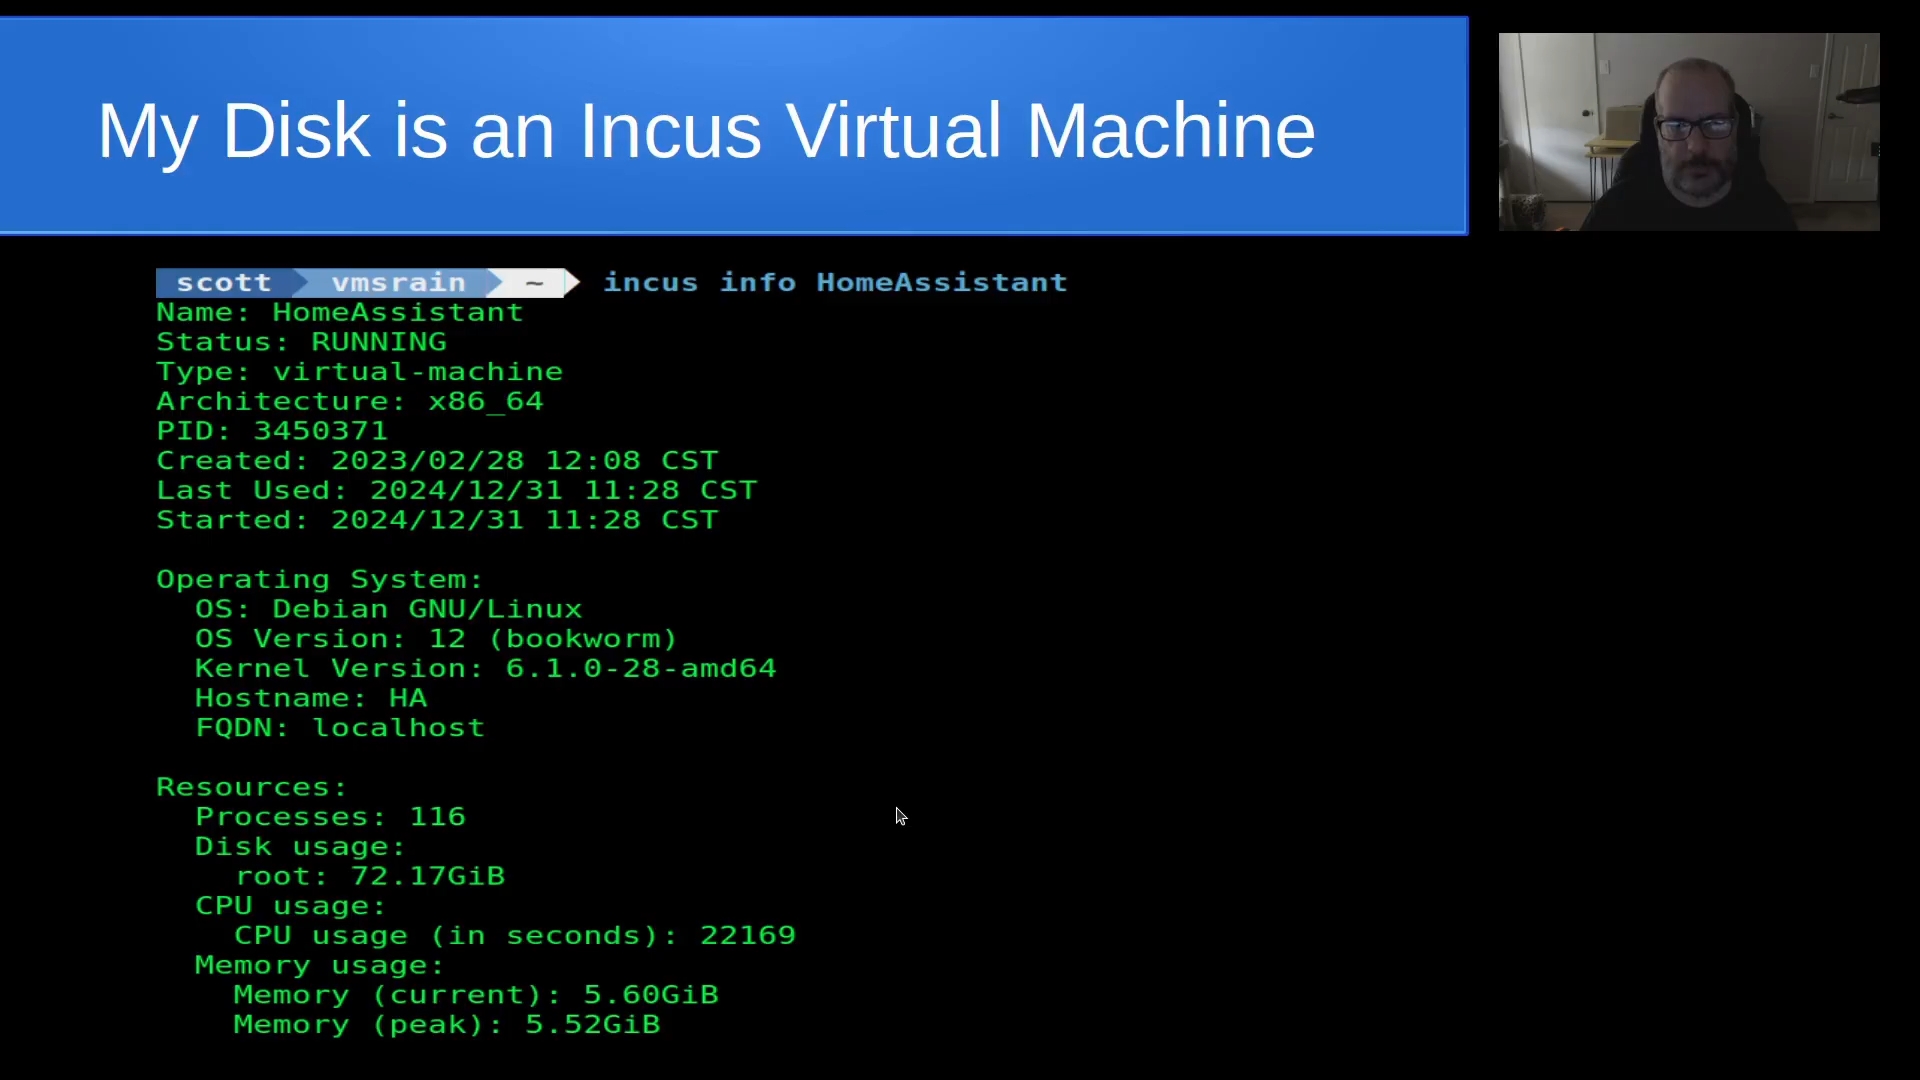 My Disk is an Incus Virtual Machine
scott vmsrain ~ incus info HomeAssistant
Name: HomeAssistant
Status: RUNNING
Type: virtual-machine
Architecture: x86_64
PID: 3450371
Created: 2023/02/28 12:08 CST
Last Used: 2024/12/31 11:28 CST
Started: 2024/12/31 11:28 CST
Operating System:
OS: Debian GNU/Linux
OS Version: 12 (bookworm)
Kernel Version: 6.1.0-28-amd64
Hostname: HA
FQDN: localhost
Resources:
Processes: 116
Disk usage:
root: 72.17GiB
CPU usage:
CPU usage (in seconds): 22169
Memory usage:
Memory (current): 5.60GiB
Memory (peak): 5.52GiB